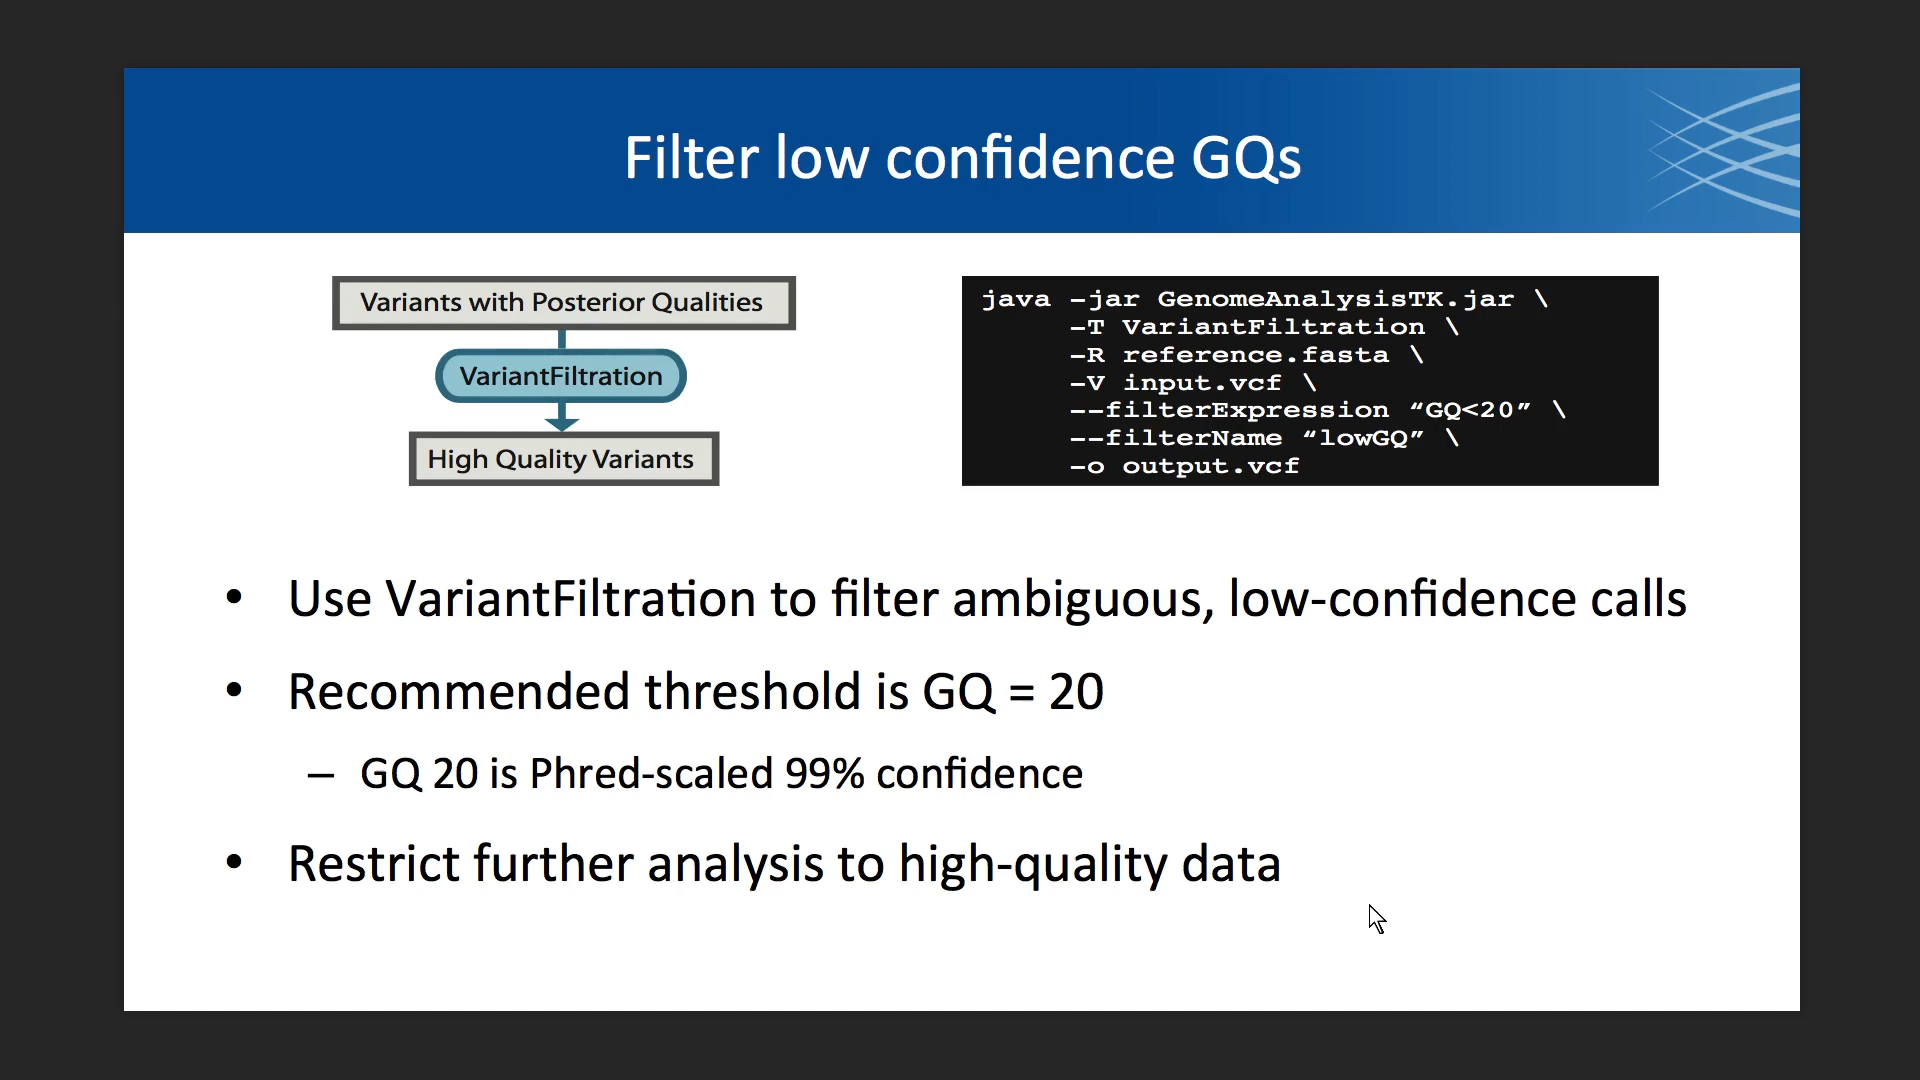 Filter low confidence GQs
Variants with Posterior Qualities
VariantFiltration
High Quality Variants
java –jar GenomeAnalysisTK.jar \
–T VariantFiltration \
–R reference.fasta \
–V input.vcf \
--filterExpression “GQ<20” \
--filterName “lowGQ” \
–o output.vcf
• Use VariantFiltration to filter ambiguous, low-confidence calls
• Recommended threshold is GQ = 20
– GQ 20 is Phred-scaled 99% confidence
• Restrict further analysis to high-quality data